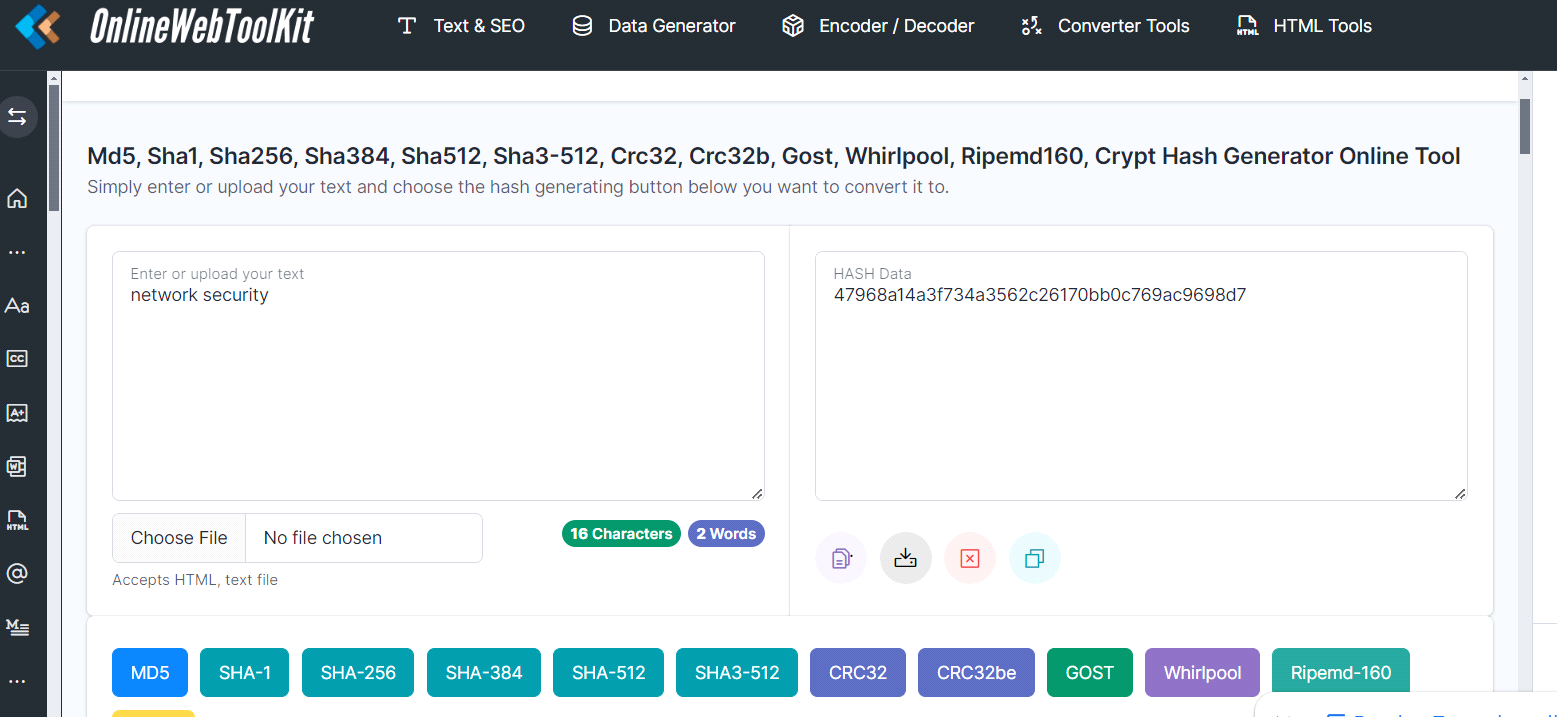 OnlineWebToolKit
Text & SEO
Data Generator
Encoder / Decoder
Converter Tools
HTML Tools
Md5, Sha1, Sha256, Sha384, Sha512, Sha3-512, Crc32, Crc32b, Gost, Whirlpool, Ripemd160, Crypt Hash Generator Online Tool
Simply enter or upload your text and choose the hash generating button below you want to convert it to.
Enter or upload your text
network security
HASH Data
47968a14a3f734a3562c26170bb0c769ac9698d7
Choose File
No file chosen
16 Characters
2 Words
Accepts HTML, text file
MD5
SHA-1
SHA-256
SHA-384
SHA-512
SHA3-512
CRC32
CRC32be
GOST
Whirlpool
Ripemd-160